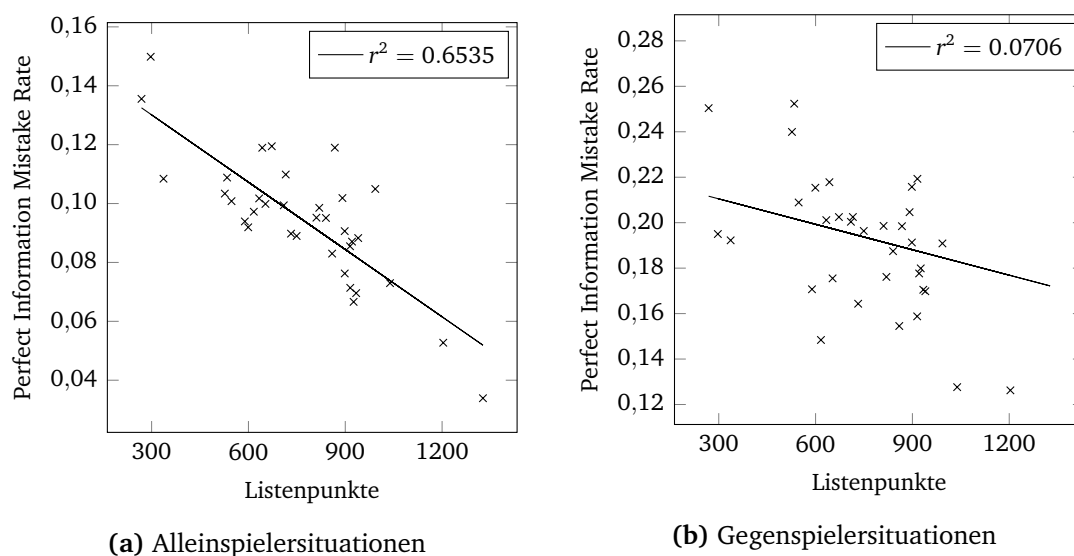 0,16
0,14
0,12
0,10
0,08
0,06
0,04
300 600 900 1200
Perfect Information Mistake Rate
Listenpunkte
r² = 0.6535
(a) Alleinspielersituationen
0,28
0,26
0,24
0,22
0,20
0,18
0,16
0,14
0,12
300 600 900 1200
Perfect Information Mistake Rate
Listenpunkte
r² = 0.0706
(b) Gegenspielersituationen